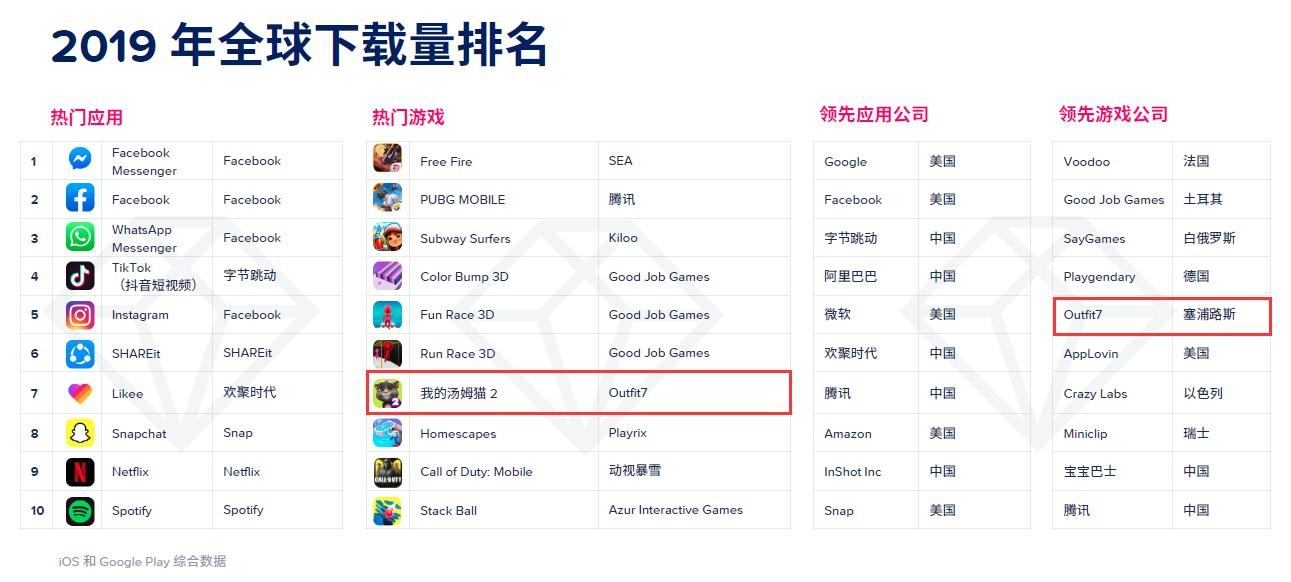 2019 年全球下载量排名
热门应用
1 Facebook Messenger Facebook
2 Facebook Facebook
3 WhatsApp Messenger Facebook
4 TikTok (抖音短视频) 字节跳动
5 Instagram Facebook
6 SHAREit SHAREit
7 Likee 欢聚时代
8 Snapchat Snap
9 Netflix Netflix
10 Spotify Spotify
热门游戏
Free Fire SEA
PUBG MOBILE 腾讯
Subway Surfers Kiloo
Color Bump 3D Good Job Games
Fun Race 3D Good Job Games
Run Race 3D Good Job Games
我的汤姆猫 2 Outfit7
Homescapes Playrix
Call of Duty: Mobile 动视暴雪
Stack Ball Azur Interactive Games
领先应用公司
Google 美国
Facebook 美国
字节跳动 中国
阿里巴巴 中国
微软 美国
欢聚时代 中国
腾讯 中国
Amazon 美国
InShot Inc 中国
Snap 美国
领先游戏公司
Voodoo 法国
Good Job Games 土耳其
SayGames 白俄罗斯
Playgendary 德国
Outfit7 塞浦路斯
AppLovin 美国
Crazy Labs 以色列
Miniclip 瑞士
宝宝巴士 中国
腾讯 中国
iOS 和 Google Play 综合数据